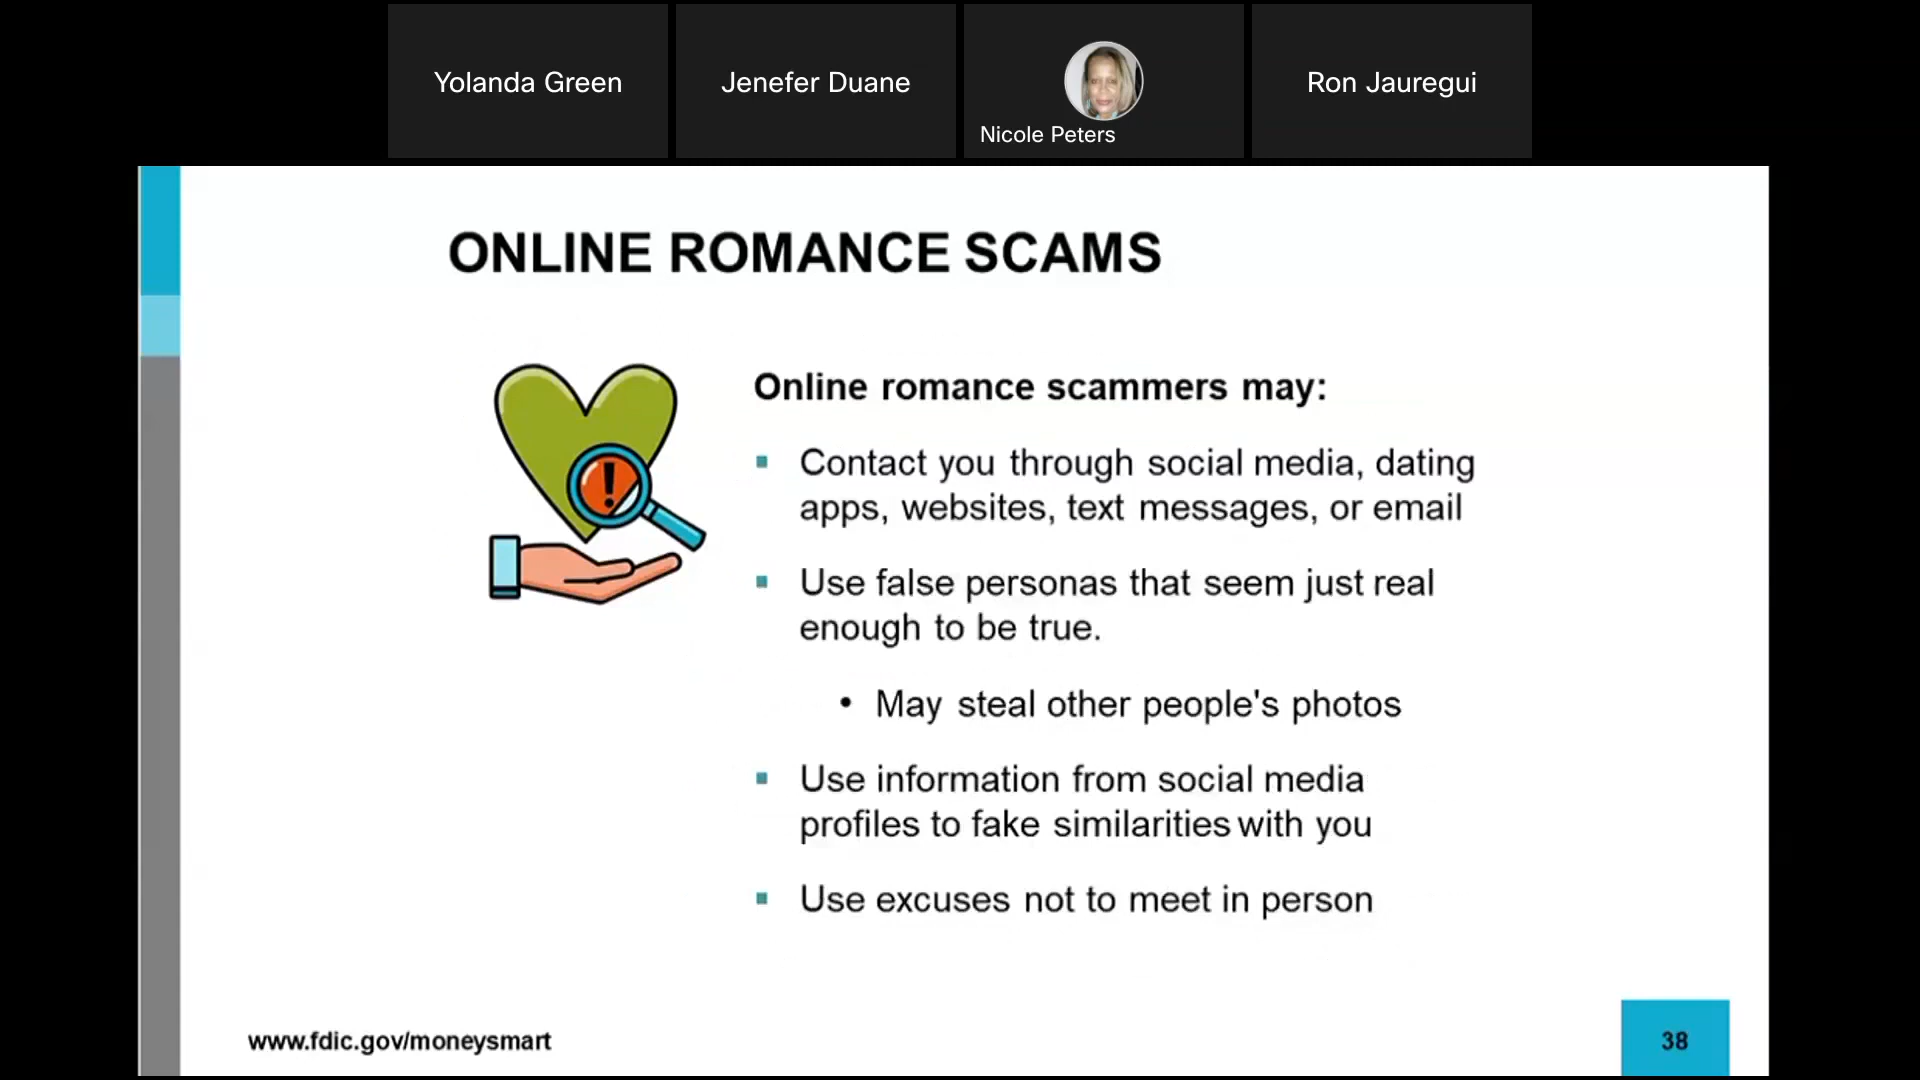 Yolanda Green
Jenefer Duane
Nicole Peters
Ron Jauregui
ONLINE ROMANCE SCAMS
!
Online romance scammers may:
▪ Contact you through social media, dating
apps, websites, text messages, or email
▪ Use false personas that seem just real
enough to be true.
• May steal other people's photos
▪ Use information from social media
profiles to fake similarities with you
▪ Use excuses not to meet in person
www.fdic.gov/moneysmart
38